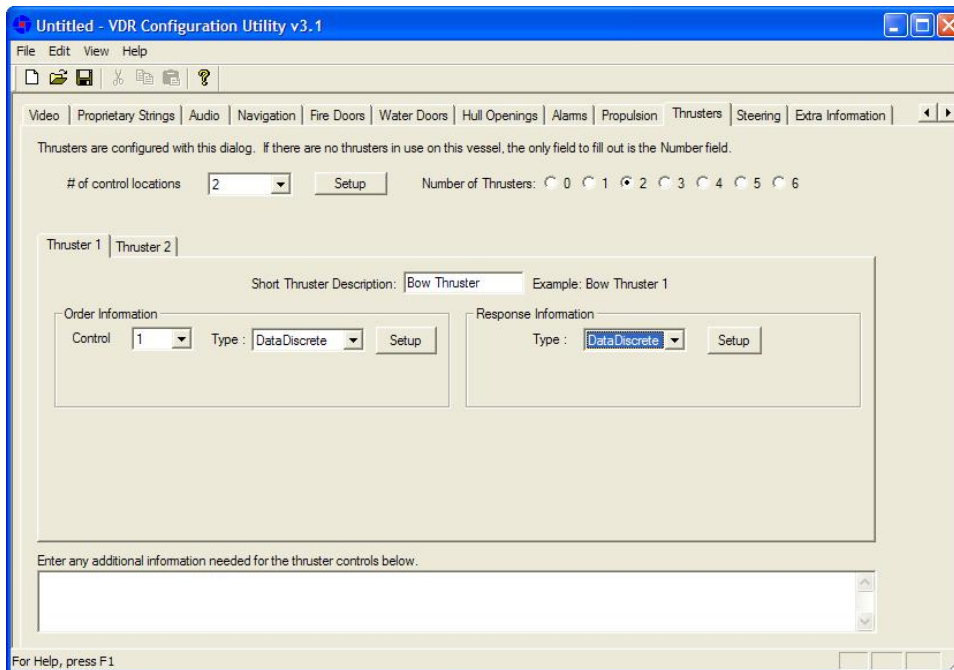 Untitled - VDR Configuration Utility v3.1
File Edit View Help
Video Proprietary Strings Audio Navigation Fire Doors Water Doors Hull Openings Alarms Propulsion Thrusters Steering Extra Information
Thrusters are configured with this dialog. If there are no thrusters in use on this vessel, the only field to fill out is the Number field.
# of control locations 2 Setup Number of Thrusters: 0 1 2 3 4 5 6
Thruster 1 Thruster 2
Short Thruster Description: Bow Thruster Example: Bow Thruster 1
Order Information Response Information
Control 1 Type : DataDiscrete Setup Type : DataDiscrete Setup
Enter any additional information needed for the thruster controls below.
For Help, press F1